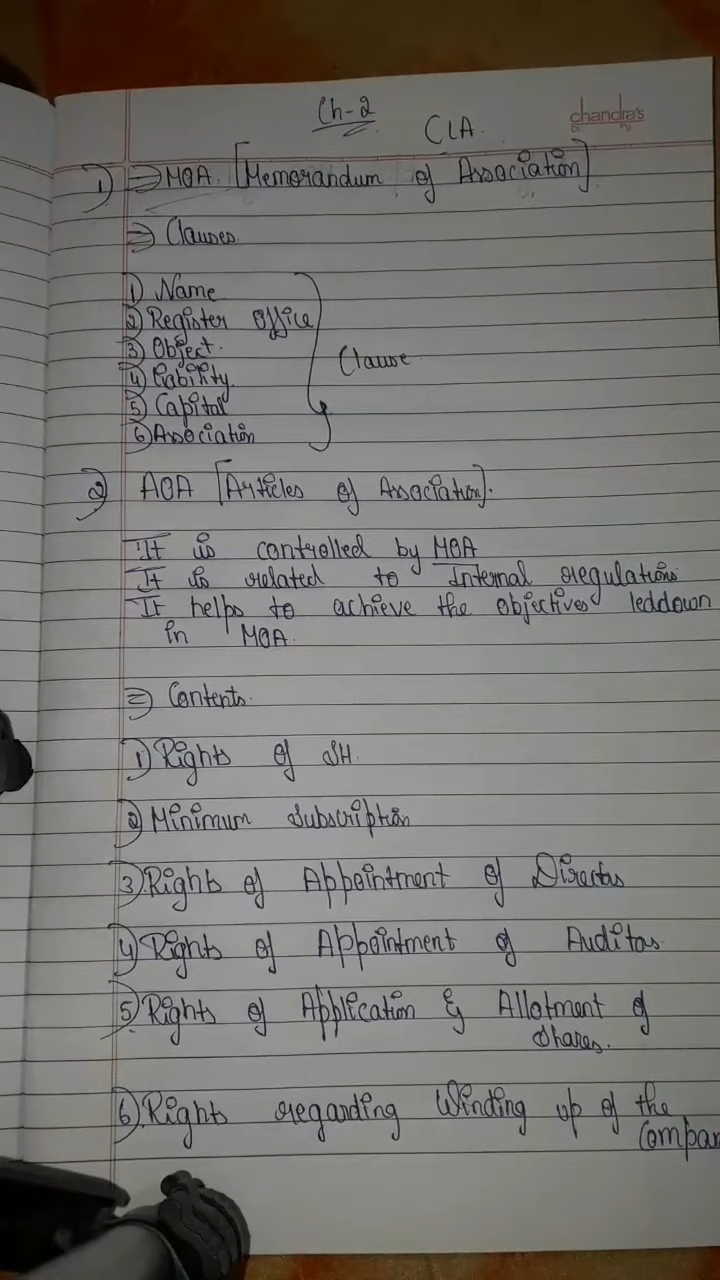 Ch-2
chandra's
CLA.
1) ⇒ MOA. [Memorandum of Association]
⇒ Clauses.
1) Name
2) Register office
3) Object.
4) Liability.
5) Capital
6) Association
Clause
2) AOA [Articles of Association].
It is controlled by MOA
It is related to Internal regulations
It helps to achieve the objectives leddown
in MOA.
⇒ Contents.
1) Rights of SH.
2) Minimum subscription
3) Rights of Appointment of Directors
4) Rights of Appointment of Auditors.
5) Rights of Application & Allotment of
Shares.
6) Rights regarding Winding up of the
Compan